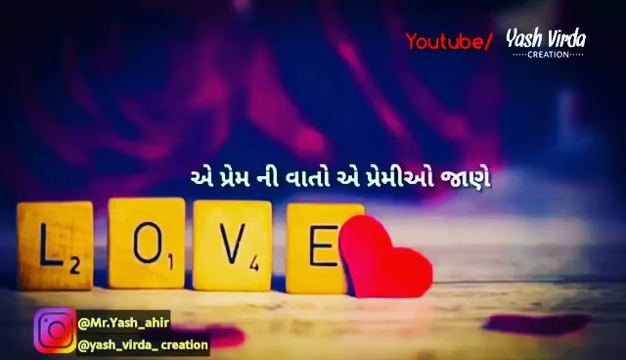 Youtube/ Yash Virda
CREATION
એ પ્રેમ ની વાતો એ પ્રેમીઓ જાણે
L2 O1 V4 E
@Mr.Yash_ahir
@yash_virda_ creation